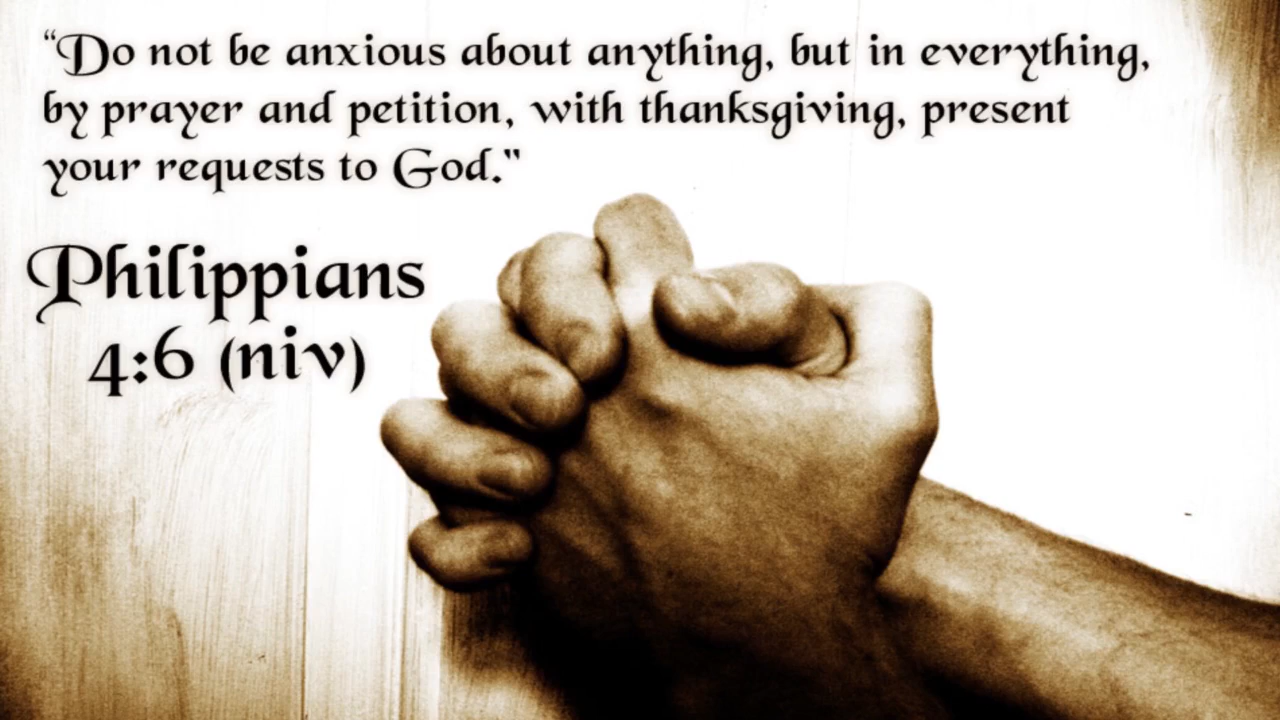 “Do not be anxious about anything, but in everything,
by prayer and petition, with thanksgiving, present
your requests to God."
Philippians
4:6 (niv)